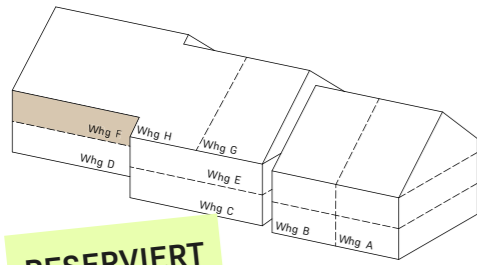 Whg F
Whg H
Whg G
Whg D
Whg E
Whg C
Whg B
Whg A
RESERVIERT